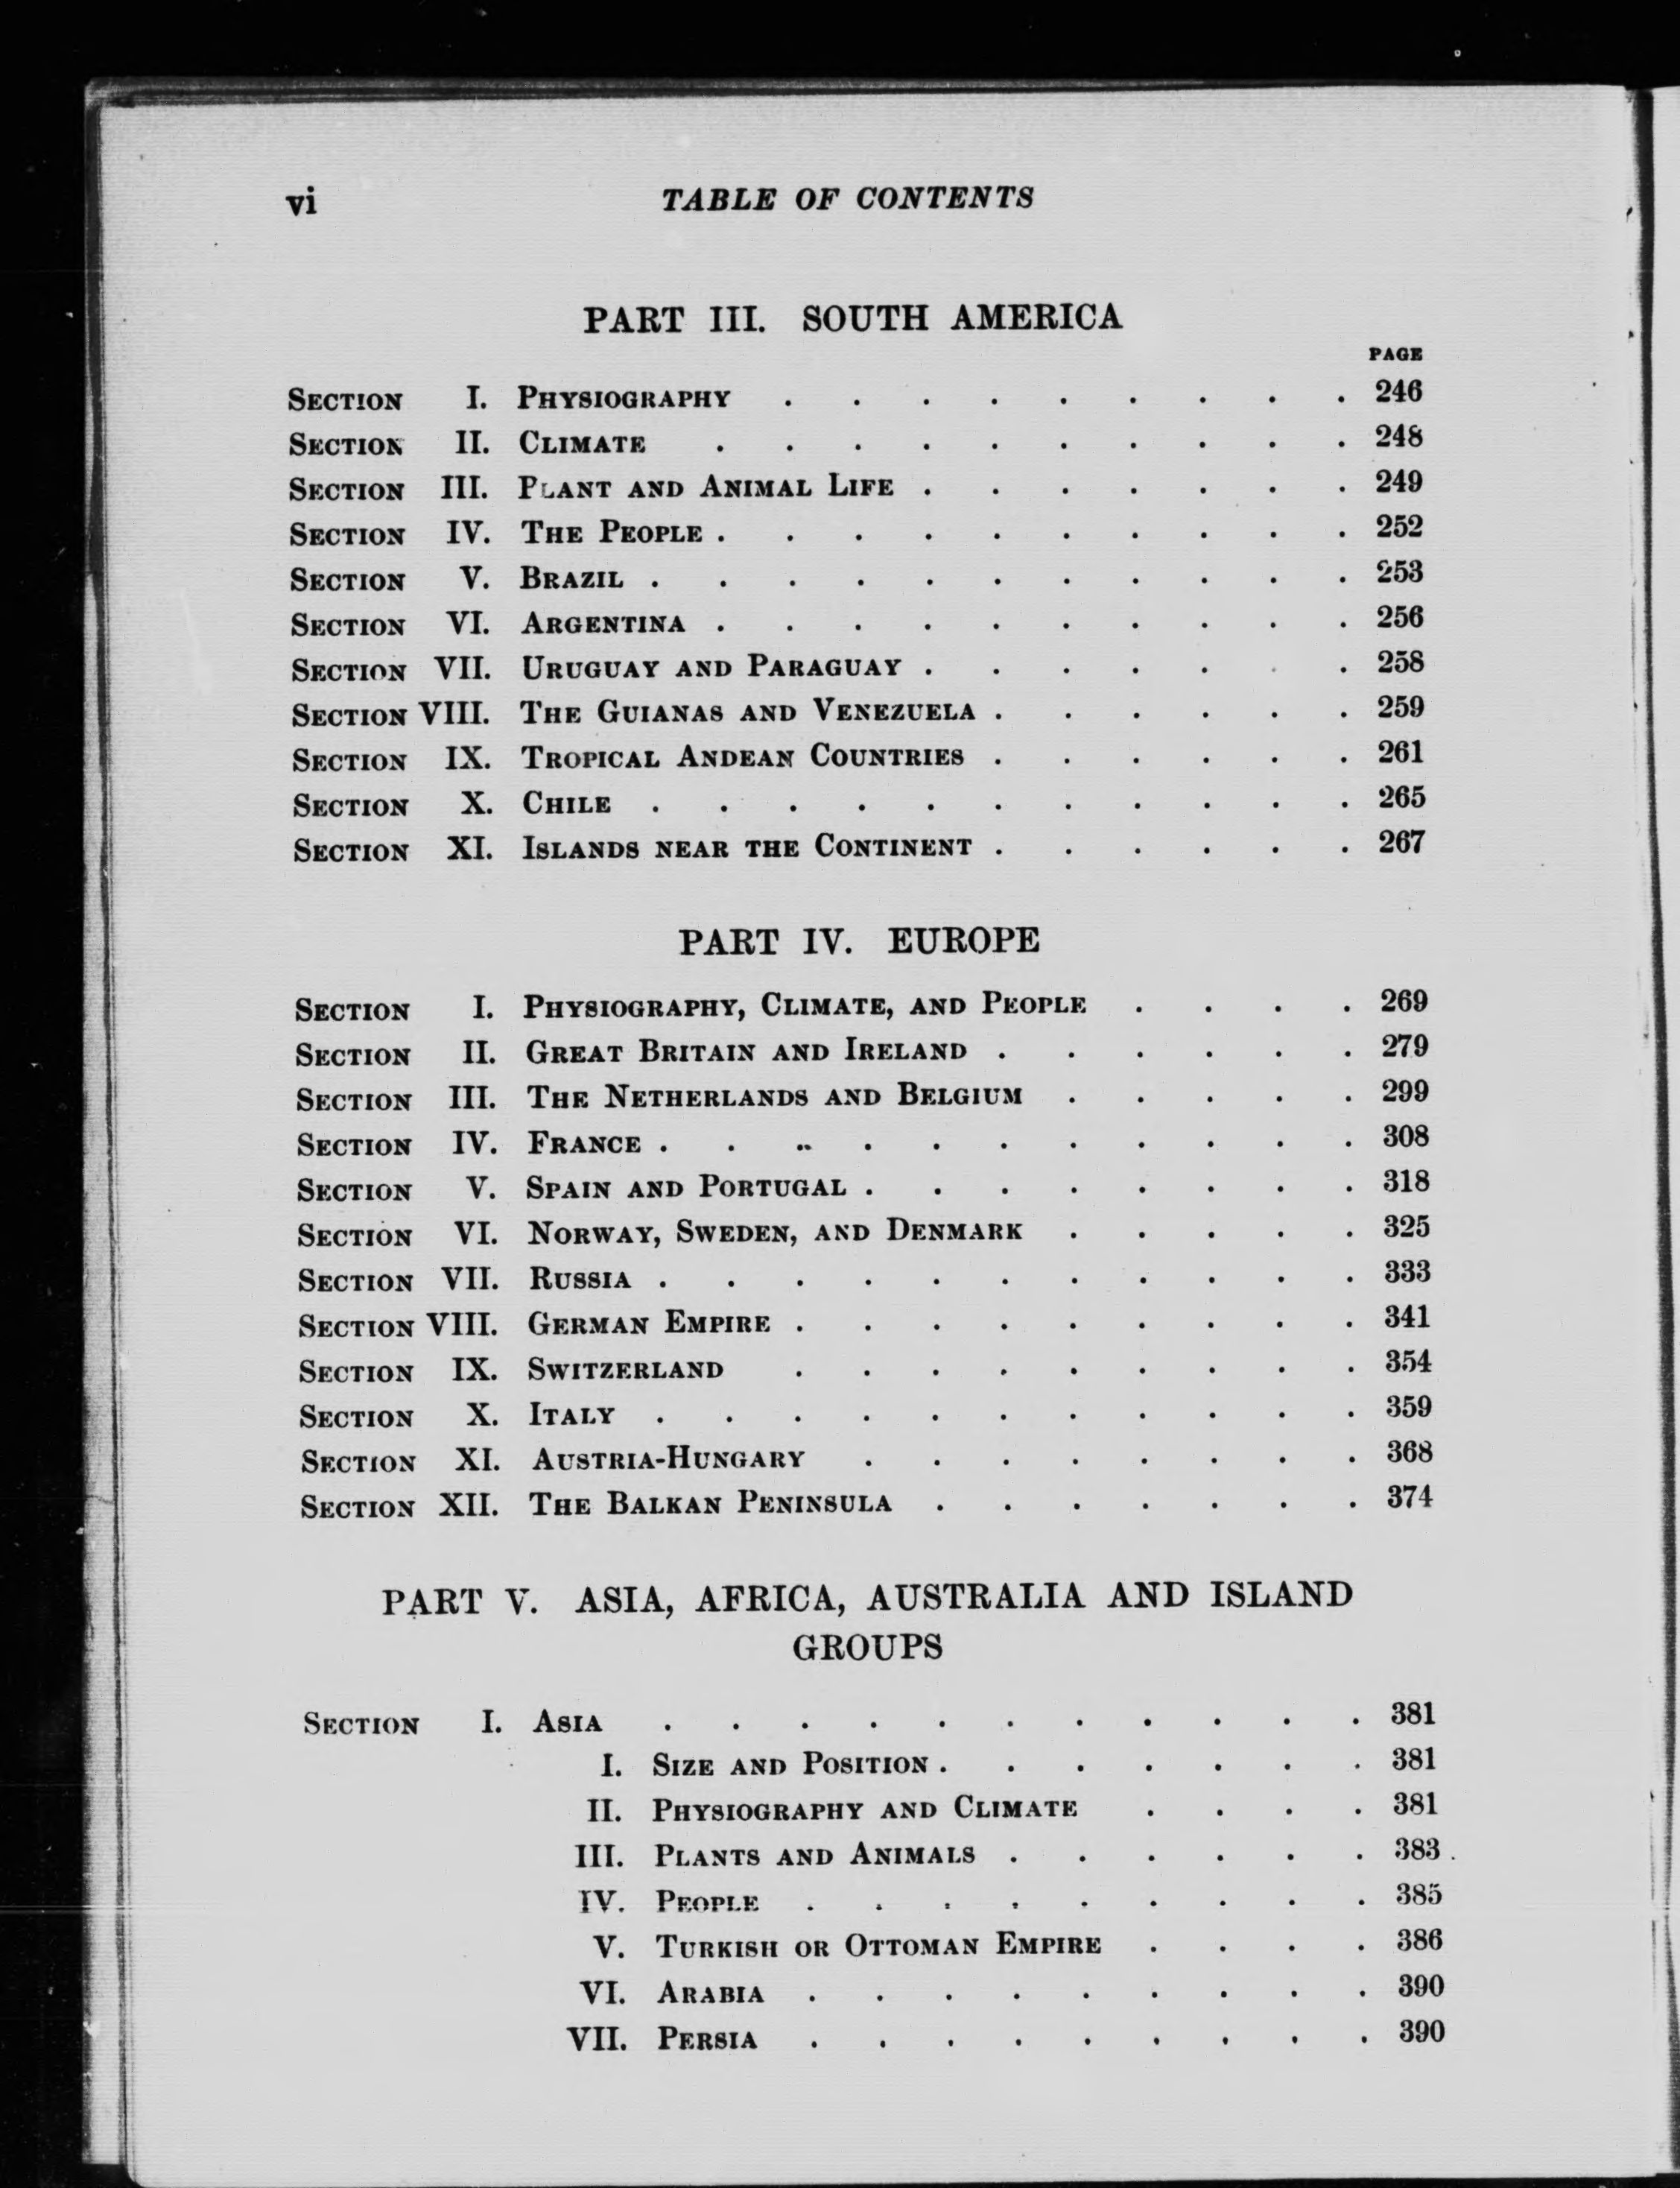 vi TABLE OF CONTENTS
PART III. SOUTH AMERICA
PAGE
SECTION I. PHYSIOGRAPHY . . . . . . . . . 246
SECTION II. CLIMATE . . . . . . . . . . 248
SECTION III. PLANT AND ANIMAL LIFE . . . . . . . 249
SECTION IV. THE PEOPLE . . . . . . . . . . 252
SECTION V. BRAZIL . . . . . . . . . . . 253
SECTION VI. ARGENTINA . . . . . . . . . . 256
SECTION VII. URUGUAY AND PARAGUAY . . . . . . . 258
SECTION VIII. THE GUIANAS AND VENEZUELA . . . . . . 259
SECTION IX. TROPICAL ANDEAN COUNTRIES . . . . . . 261
SECTION X. CHILE . . . . . . . . . . . 265
SECTION XI. ISLANDS NEAR THE CONTINENT . . . . . . 267
PART IV. EUROPE
SECTION I. PHYSIOGRAPHY, CLIMATE, AND PEOPLE . . . . 269
SECTION II. GREAT BRITAIN AND IRELAND . . . . . . 279
SECTION III. THE NETHERLANDS AND BELGIUM . . . . . 299
SECTION IV. FRANCE . . . . . . . . . . . 308
SECTION V. SPAIN AND PORTUGAL . . . . . . . . 318
SECTION VI. NORWAY, SWEDEN, AND DENMARK . . . . . 325
SECTION VII. RUSSIA . . . . . . . . . . . 333
SECTION VIII. GERMAN EMPIRE . . . . . . . . . 341
SECTION IX. SWITZERLAND . . . . . . . . . 354
SECTION X. ITALY . . . . . . . . . . . 359
SECTION XI. AUSTRIA-HUNGARY . . . . . . . . 368
SECTION XII. THE BALKAN PENINSULA . . . . . . . 374
PART V. ASIA, AFRICA, AUSTRALIA AND ISLAND
GROUPS
SECTION I. ASIA . . . . . . . . . . . 381
I. SIZE AND POSITION . . . . . . . 381
II. PHYSIOGRAPHY AND CLIMATE . . . . 381
III. PLANTS AND ANIMALS . . . . . . 383
IV. PEOPLE . . . . . . . . . 385
V. TURKISH OR OTTOMAN EMPIRE . . . . 386
VI. ARABIA . . . . . . . . . 390
VII. PERSIA . . . . . . . . . 390